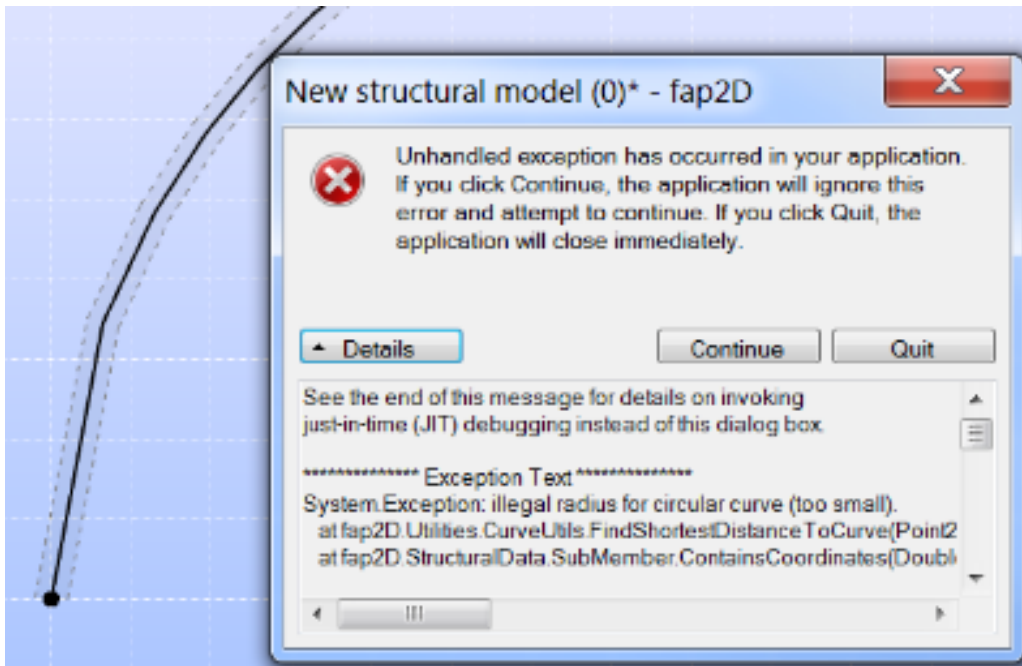 New structural model (0)* - fap2D
Unhandled exception has occurred in your application.
If you click Continue, the application will ignore this
error and attempt to continue. If you click Quit, the
application will close immediately.
Details
Continue
Quit
See the end of this message for details on invoking
just-in-time (JIT) debugging instead of this dialog box.
************** Exception Text **************
System.Exception: illegal radius for circular curve (too small).
at fap2D.Utilities.CurveUtils.FindShortestDistanceToCurve(Point2
at fap2D.StructuralData.SubMember.ContainsCoordinates(Doubl